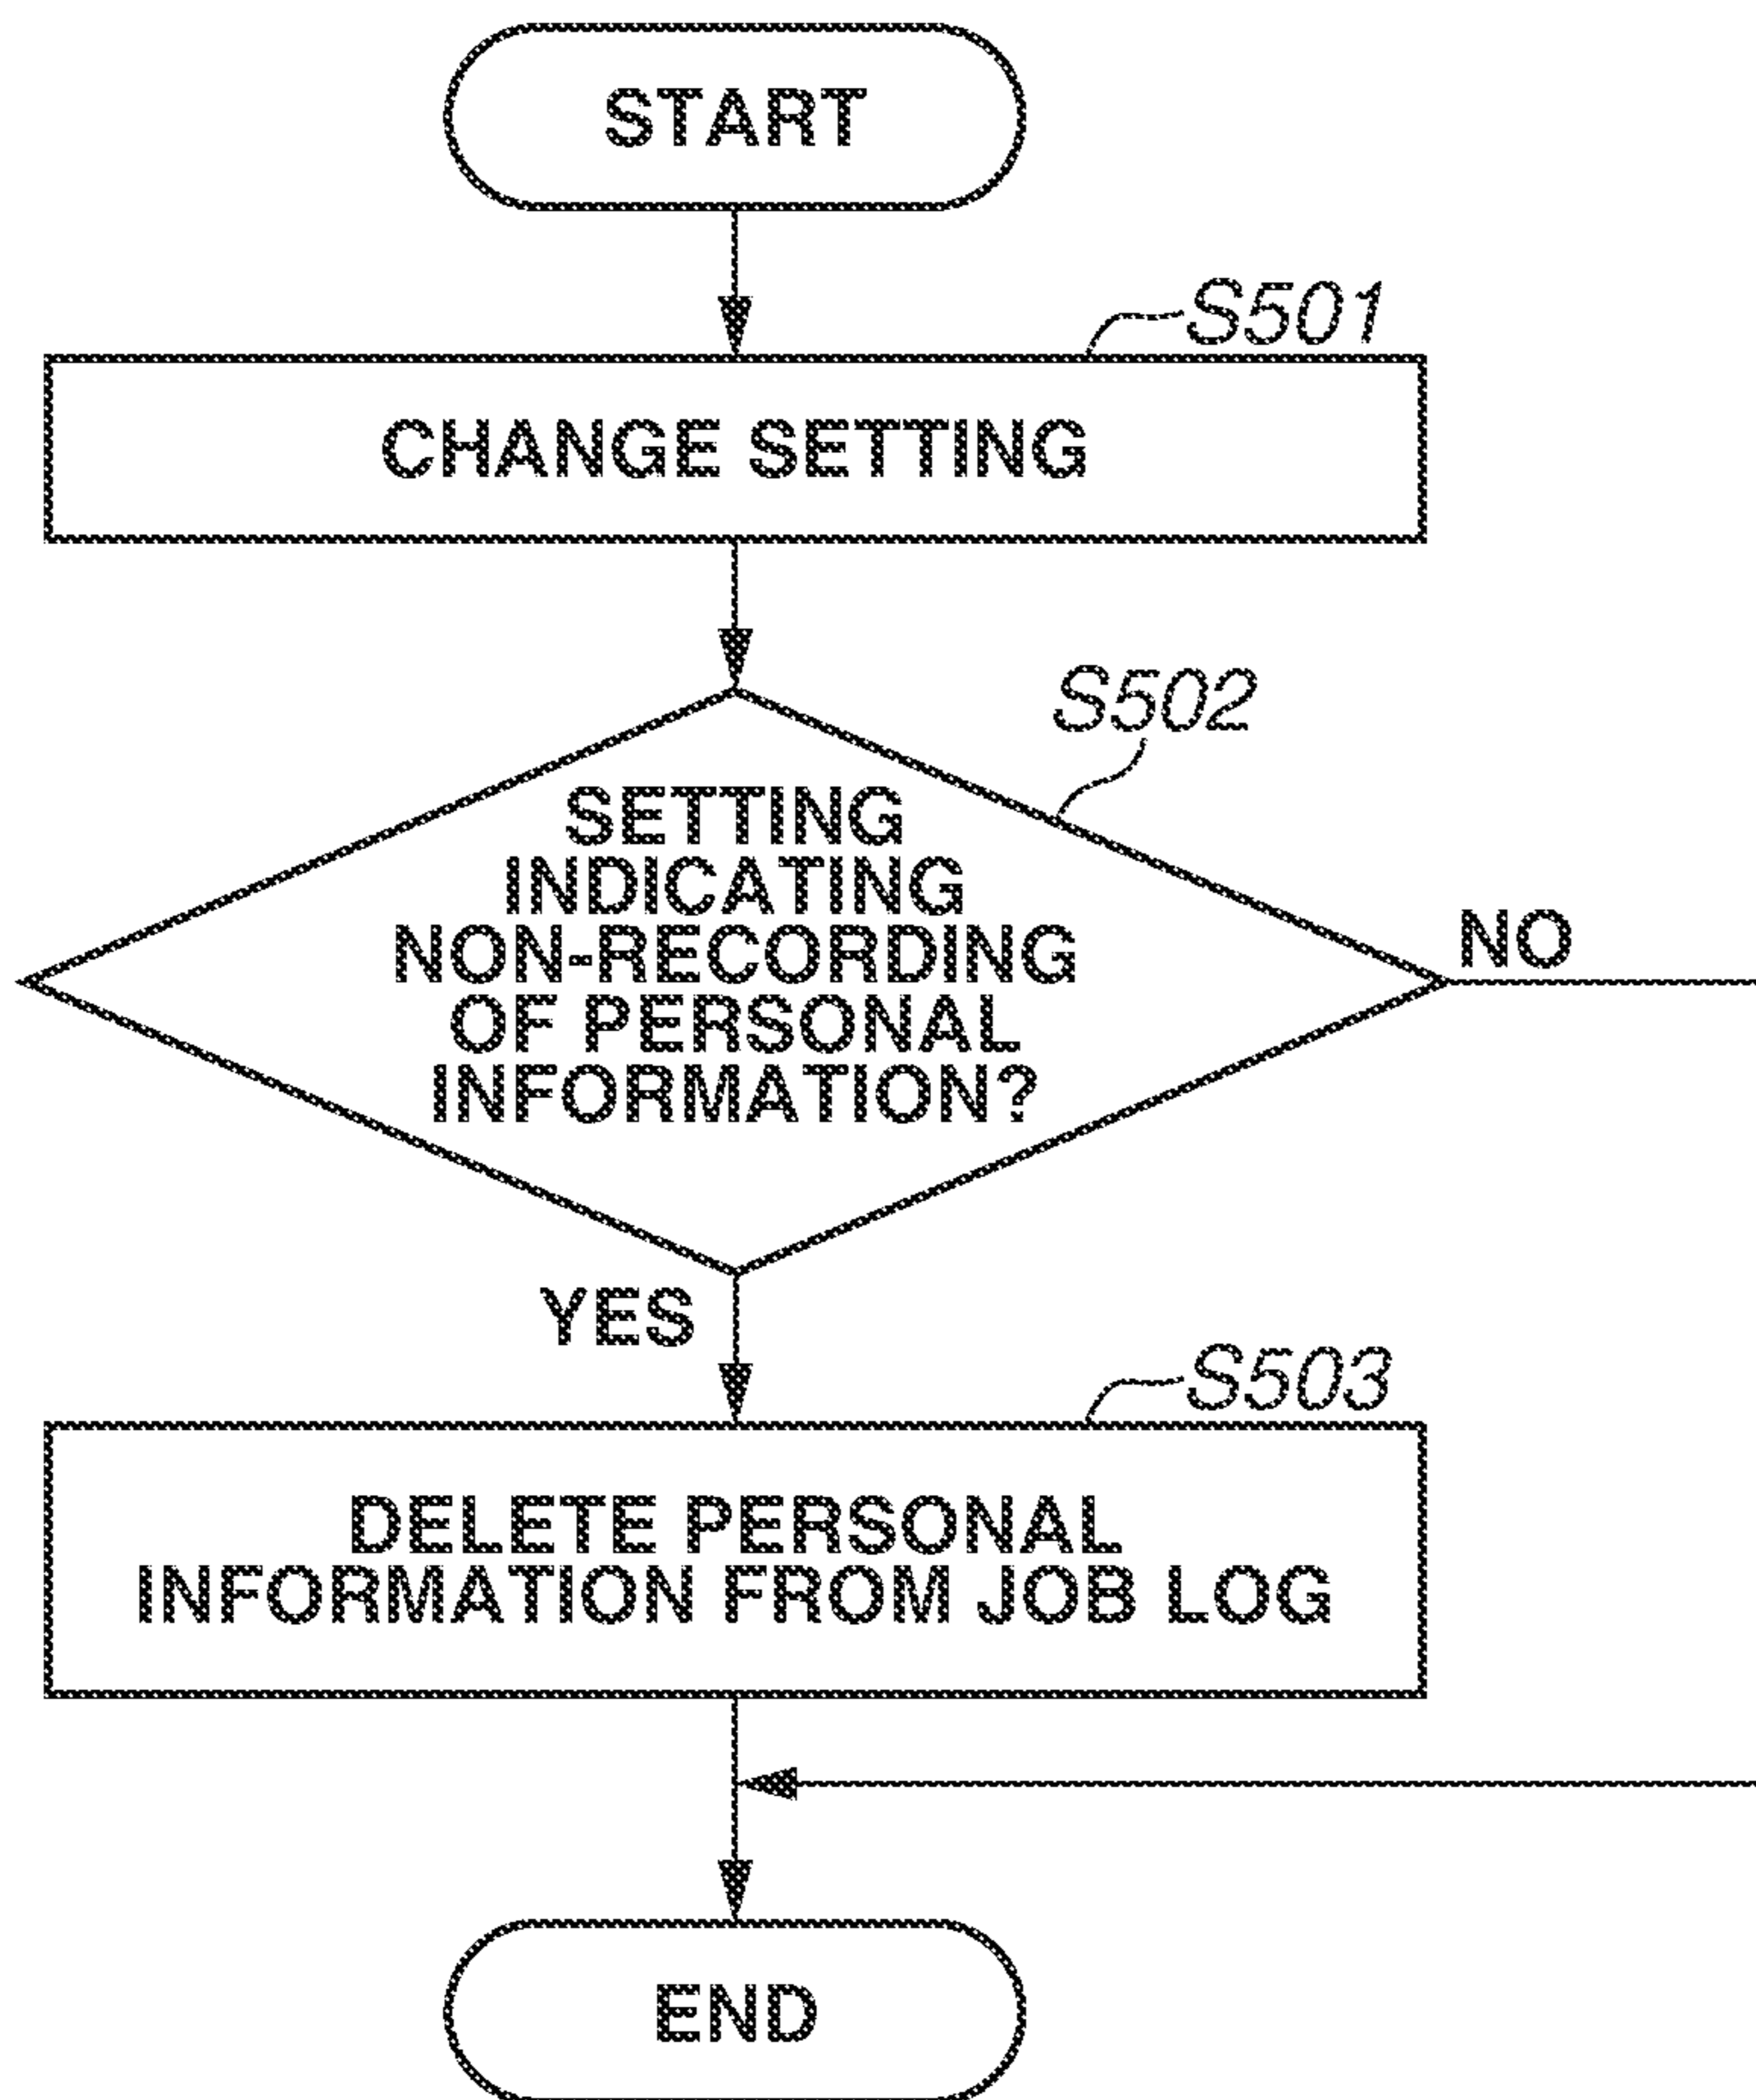 START
S501
CHANGE SETTING
S502
SETTING
INDICATING
NON-RECORDING
OF PERSONAL
INFORMATION?
NO
YES
S503
DELETE PERSONAL
INFORMATION FROM JOB LOG
END